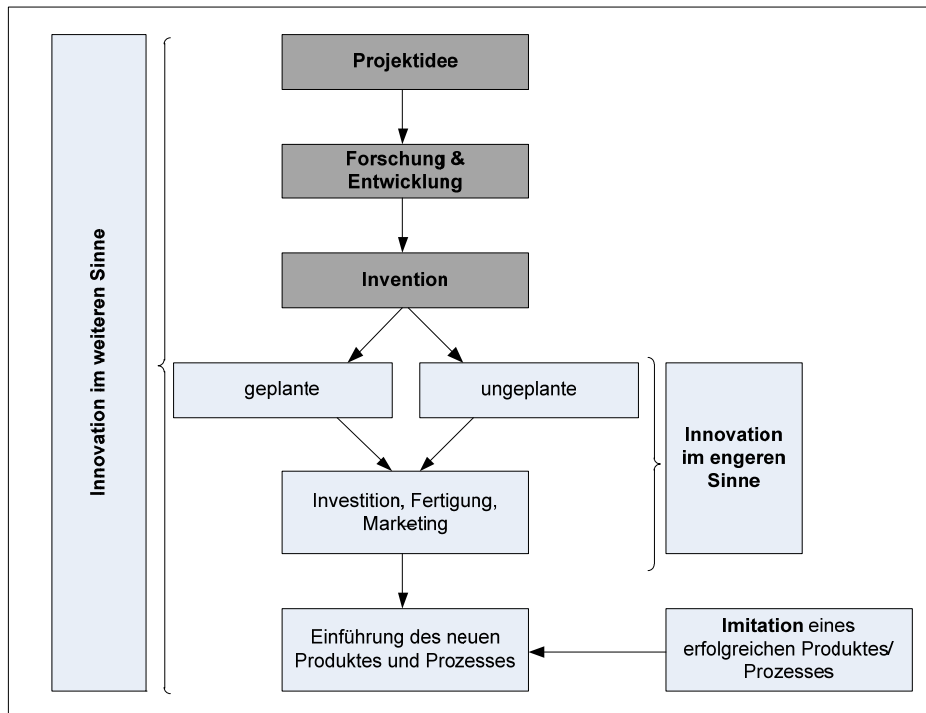 Innovation im weiteren Sinne
Projektidee
Forschung &
Entwicklung
Invention
geplante
ungeplante
Innovation
im engeren
Sinne
Investition, Fertigung,
Marketing
Einführung des neuen
Produktes und Prozesses
Imitation eines
erfolgreichen Produktes/
Prozesses